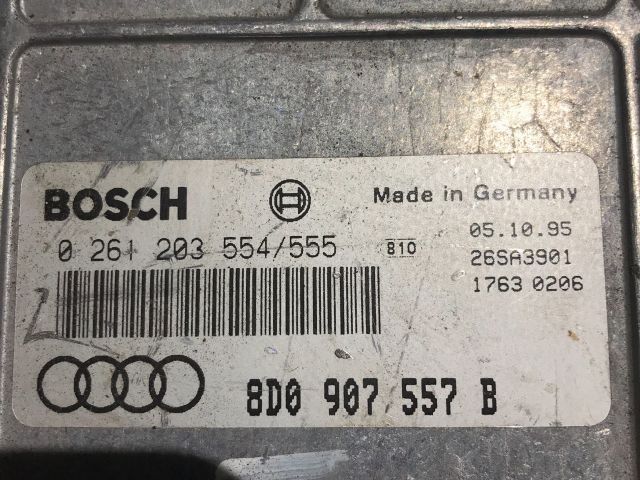 BOSCH
Made in Germany
0 261 203 554/555
810
05.10.95
26SA3901
1763 0206
8D0 907 557 B